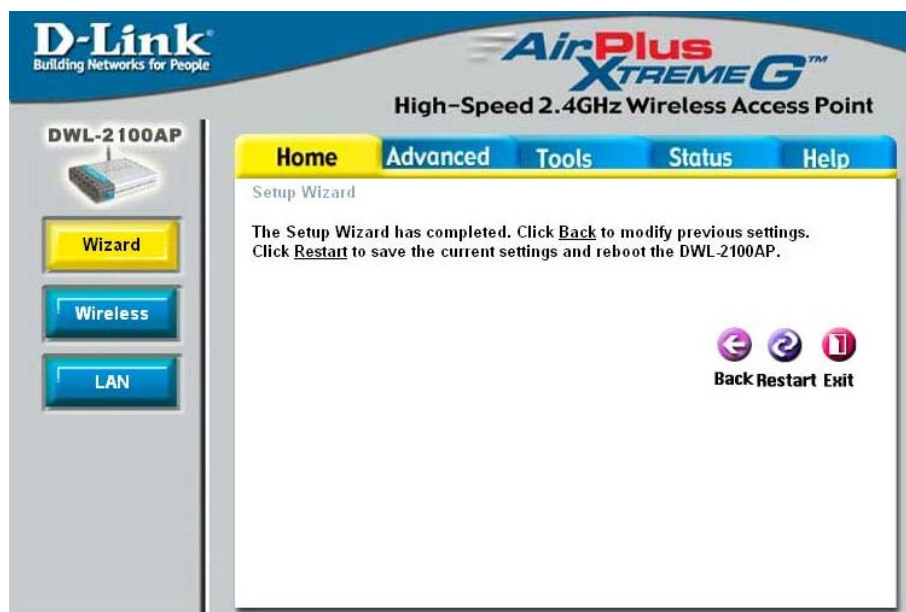 D-Link
Building Networks for People
AirPlus
XTREME G™
High-Speed 2.4GHz Wireless Access Point
DWL-2100AP
Home Advanced Tools Status Help
Wizard
Wireless
LAN
Setup Wizard
The Setup Wizard has completed. Click Back to modify previous settings.
Click Restart to save the current settings and reboot the DWL-2100AP.
Back Restart Exit